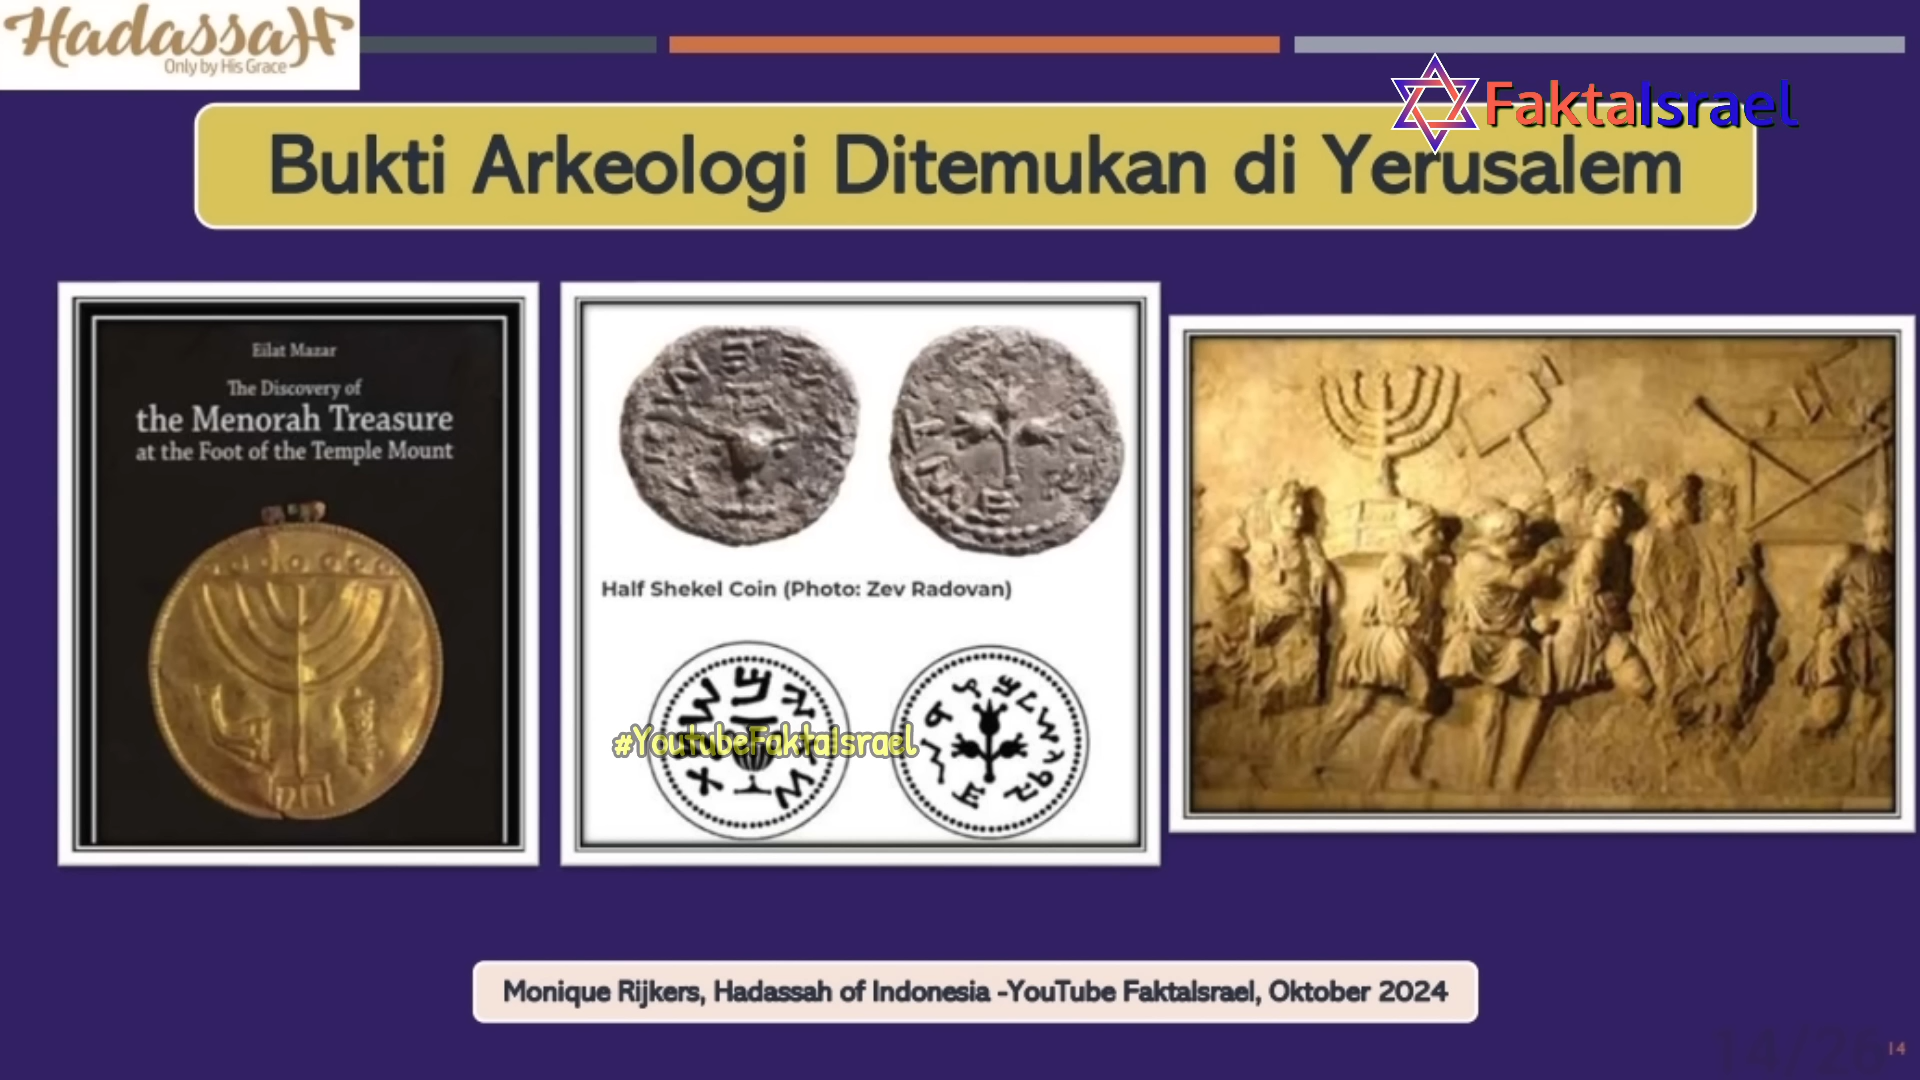 Hadassah
Only by His Grace
FaktaIsrael
Bukti Arkeologi Ditemukan di Yerusalem
Eilat Mazar
The Discovery of
the Menorah Treasure
at the Foot of the Temple Mount
Half Shekel Coin (Photo: Zev Radovan)
#YoutubeFaktaIsrael
Monique Rijkers, Hadassah of Indonesia -YouTube FaktaIsrael, Oktober 2024
14/26
14